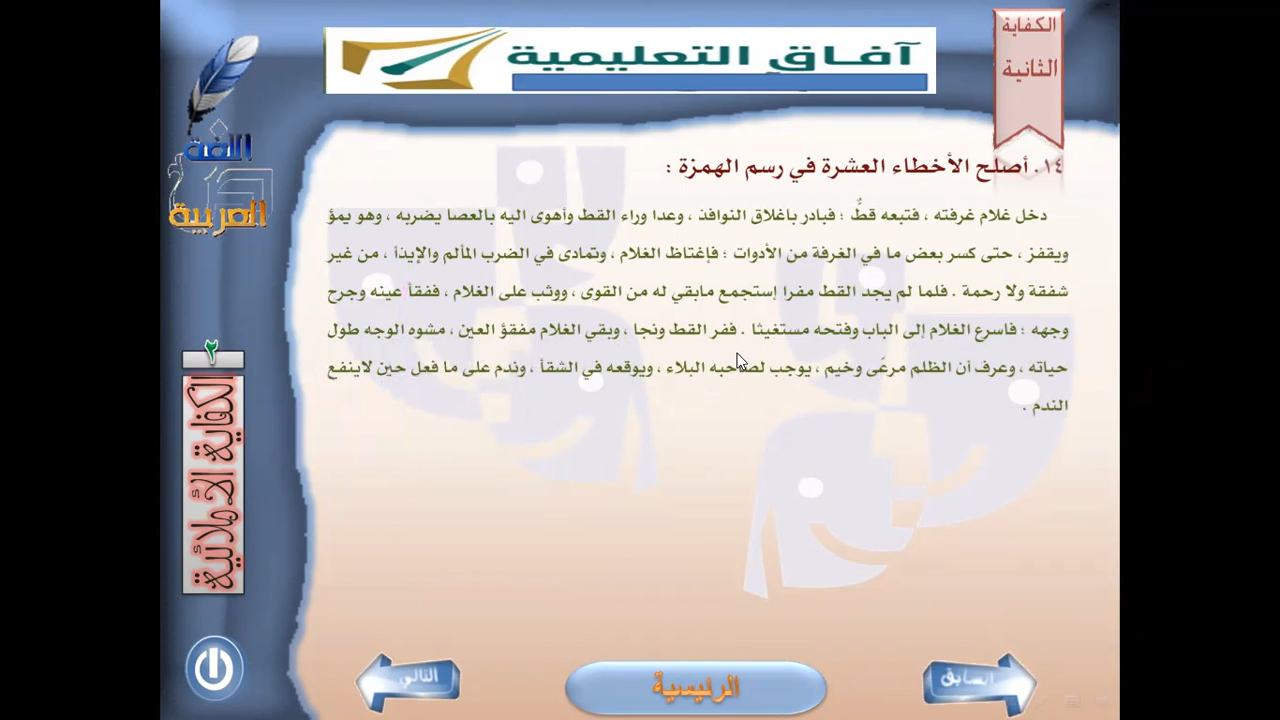 الكفاية
الثانية
آفاق التعليمية
اللغة
العربية
١٤. أصلح الأخطاء العشرة في رسم الهمزة :
دخل غلام غرفته ، فتبعه قطٌّ ؛ فبادر باغلاق النوافذ ، وعدا وراء القط وأهوى اليه بالعصا يضربه ، وهو يمؤ
ويقفز ، حتى كسر بعض ما في الغرفة من الأدوات ؛ فإغتاظ الغلام ، وتمادى في الضرب المألم والإيذأ ، من غير
شفقة ولا رحمة . فلما لم يجد القط مفرا إستجمع مابقي له من القوى ، ووثب على الغلام ، ففقأ عينه وجرح
وجهه ؛ فاسرع الغلام إلى الباب وفتحه مستغيثا . ففر القط ونجا ، وبقي الغلام مفقؤ العين ، مشوه الوجه طول
حياته ، وعرف أن الظلم مرعى وخيم ، يوجب لصاحبه البلاء ، ويوقعه في الشقأ ، وندم على ما فعل حين لاينفع
الندم .
٢
الكفاية الأملائية
السابق
الرئيسية
التالي